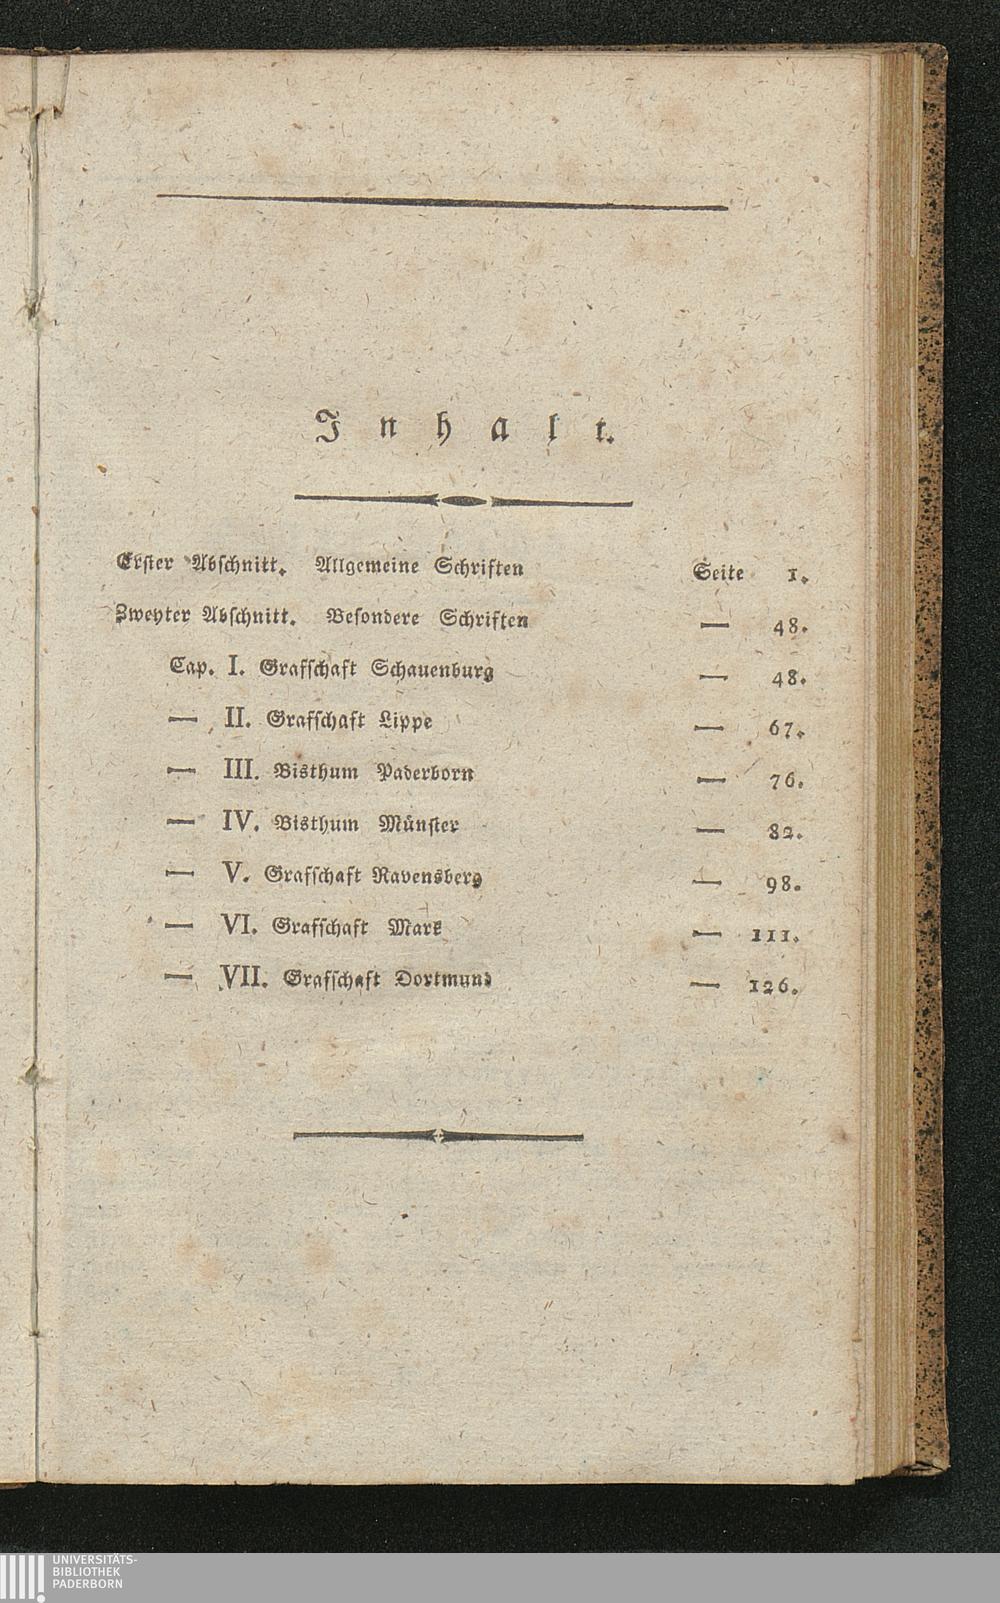 Inhalt.
Erster Abschnitt. Allgemeine Schriften Seite 1.
Zweyter Abschnitt. Besondere Schriften — 48.
Cap. I. Grafschaft Schauenburg — 48.
— II. Grafschaft Lippe — 67.
— III. Bisthum Paderborn — 76.
— IV. Bisthum Münster — 82.
— V. Grafschaft Ravensberg — 98.
— VI. Grafschaft Mark — 111.
— VII. Grafschaft Dortmund — 126.
UNIVERSITÄTS-
BIBLIOTHEK
PADERBORN